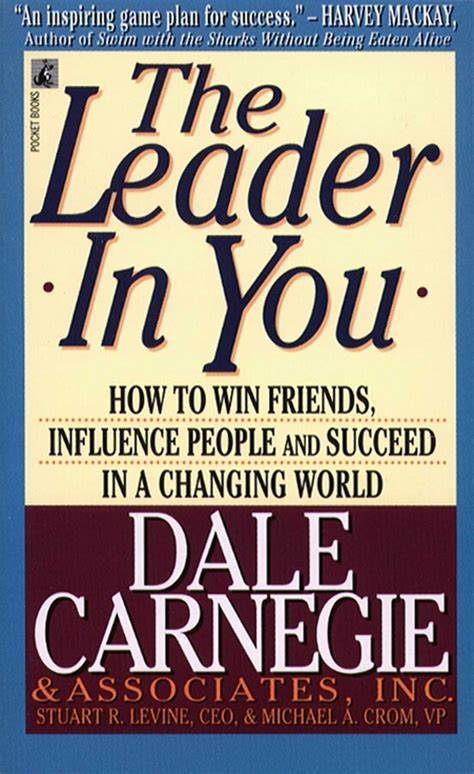 "An inspiring game plan for success." – HARVEY MACKAY,
Author of Swim with the Sharks Without Being Eaten Alive
POCKET BOOKS
The
Leader
· In You ·
HOW TO WIN FRIENDS,
INFLUENCE PEOPLE AND SUCCEED
IN A CHANGING WORLD
DALE
CARNEGIE
& ASSOCIATES, INC.
STUART R. LEVINE, CEO, & MICHAEL A. CROM, VP